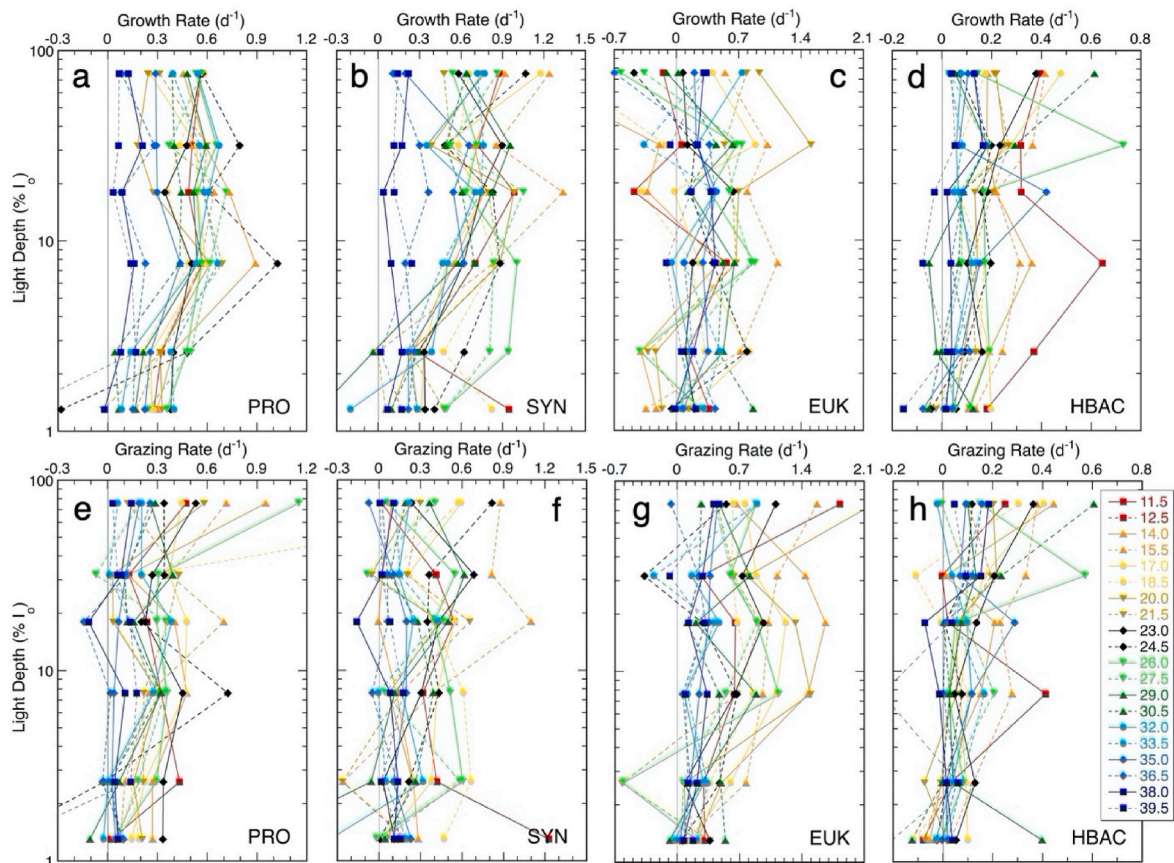 Growth Rate (d⁻¹) Growth Rate (d⁻¹) Growth Rate (d⁻¹) Growth Rate (d⁻¹)
-0.3 0 0.3 0.6 0.9 1.2 -0.3 0 0.3 0.6 0.9 1.2 1.5 -0.7 0 0.7 1.4 2.1 -0.2 0 0.2 0.4 0.6 0.8
100
a b c d
Light Depth (% Iₒ)
10
PRO SYN EUK HBAC
1
Grazing Rate (d⁻¹) Grazing Rate (d⁻¹) Grazing Rate (d⁻¹) Grazing Rate (d⁻¹)
-0.3 0 0.3 0.6 0.9 1.2 -0.3 0 0.3 0.6 0.9 1.2 1.5 -0.7 0 0.7 1.4 2.1 -0.2 0 0.2 0.4 0.6 0.8
100
e f g h
Light Depth (% Iₒ)
10
PRO SYN EUK HBAC
1
11.5
12.5
14.0
15.5
17.0
18.5
20.0
21.5
23.0
24.5
26.0
27.5
29.0
30.5
32.0
33.5
35.0
36.5
38.0
39.5